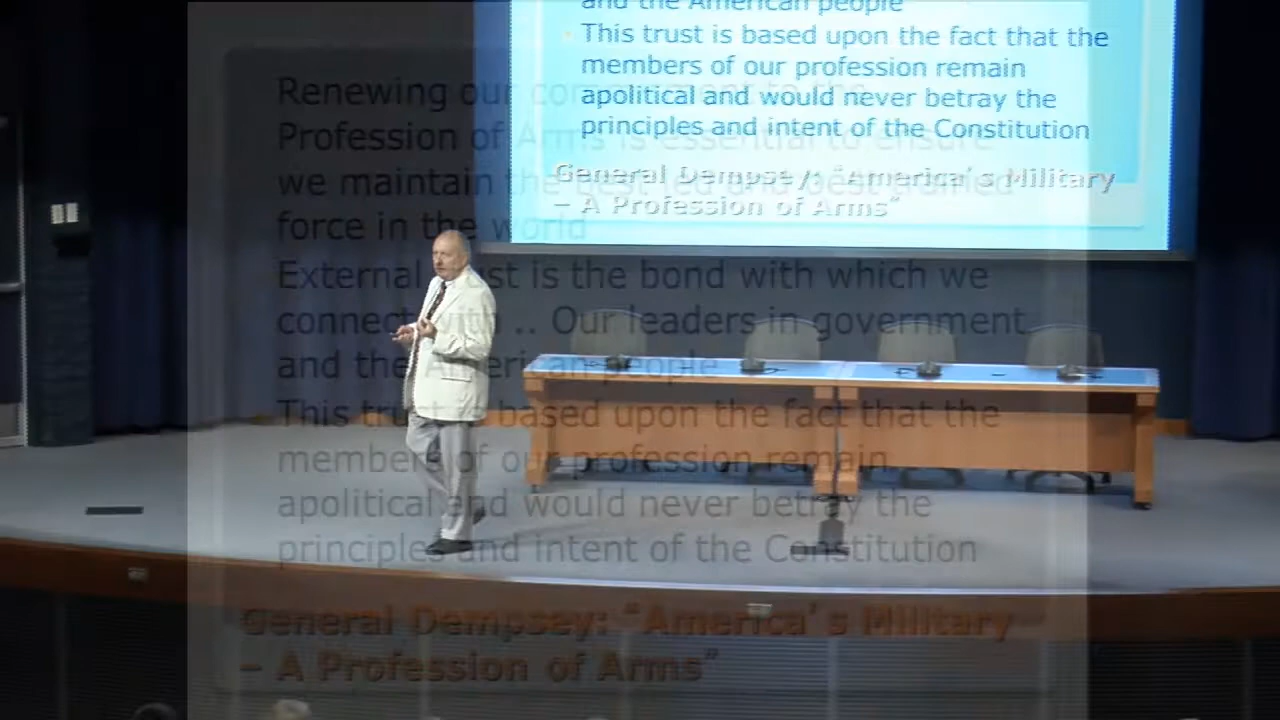 and the American people
This trust is based upon the fact that the
members of our profession remain
apolitical and would never betray the
principles and intent of the Constitution
General Dempsey: “America’s Military
– A Profession of Arms”
Renewing our commitment to the
Profession of Arms is essential to ensure
we maintain the best led and best trained
force in the world
External trust is the bond with which we
connect with .. Our leaders in government
and the American people
This trust is based upon the fact that the
members of our profession remain
apolitical and would never betray the
principles and intent of the Constitution
General Dempsey: “America’s Military
– A Profession of Arms”